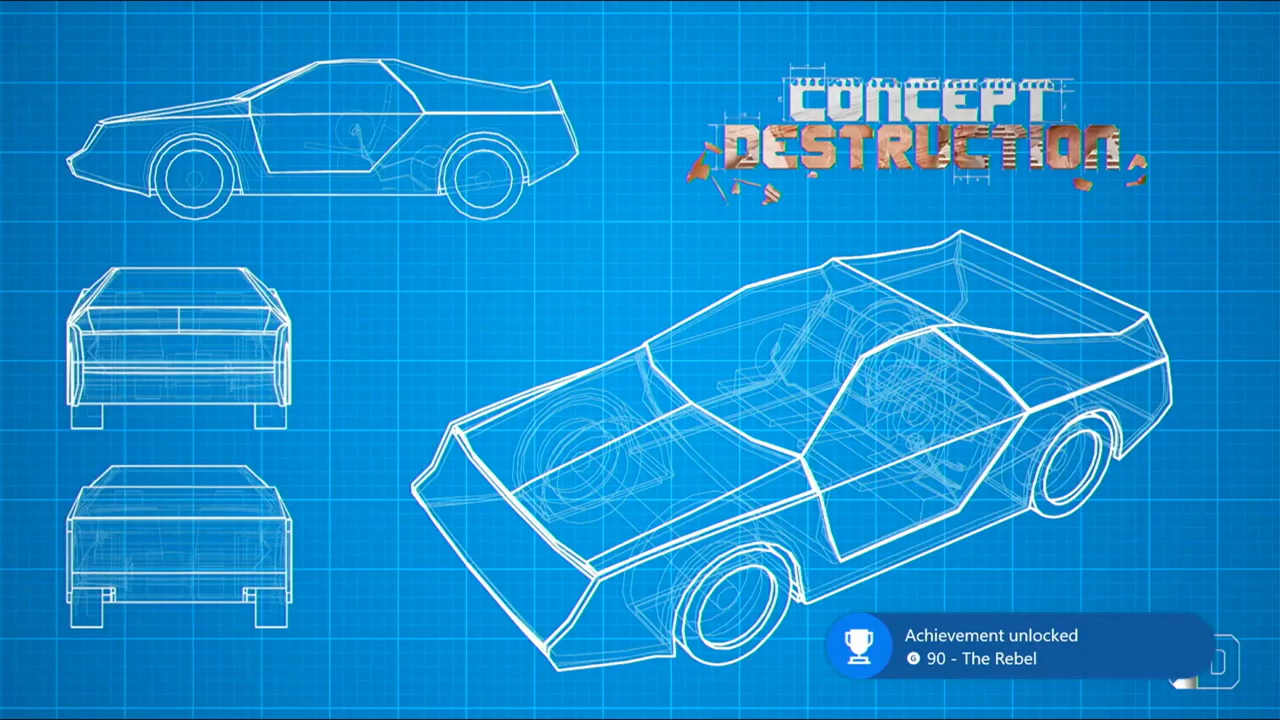 CONCEPT
DESTRUCTION
Achievement unlocked
G 90 - The Rebel